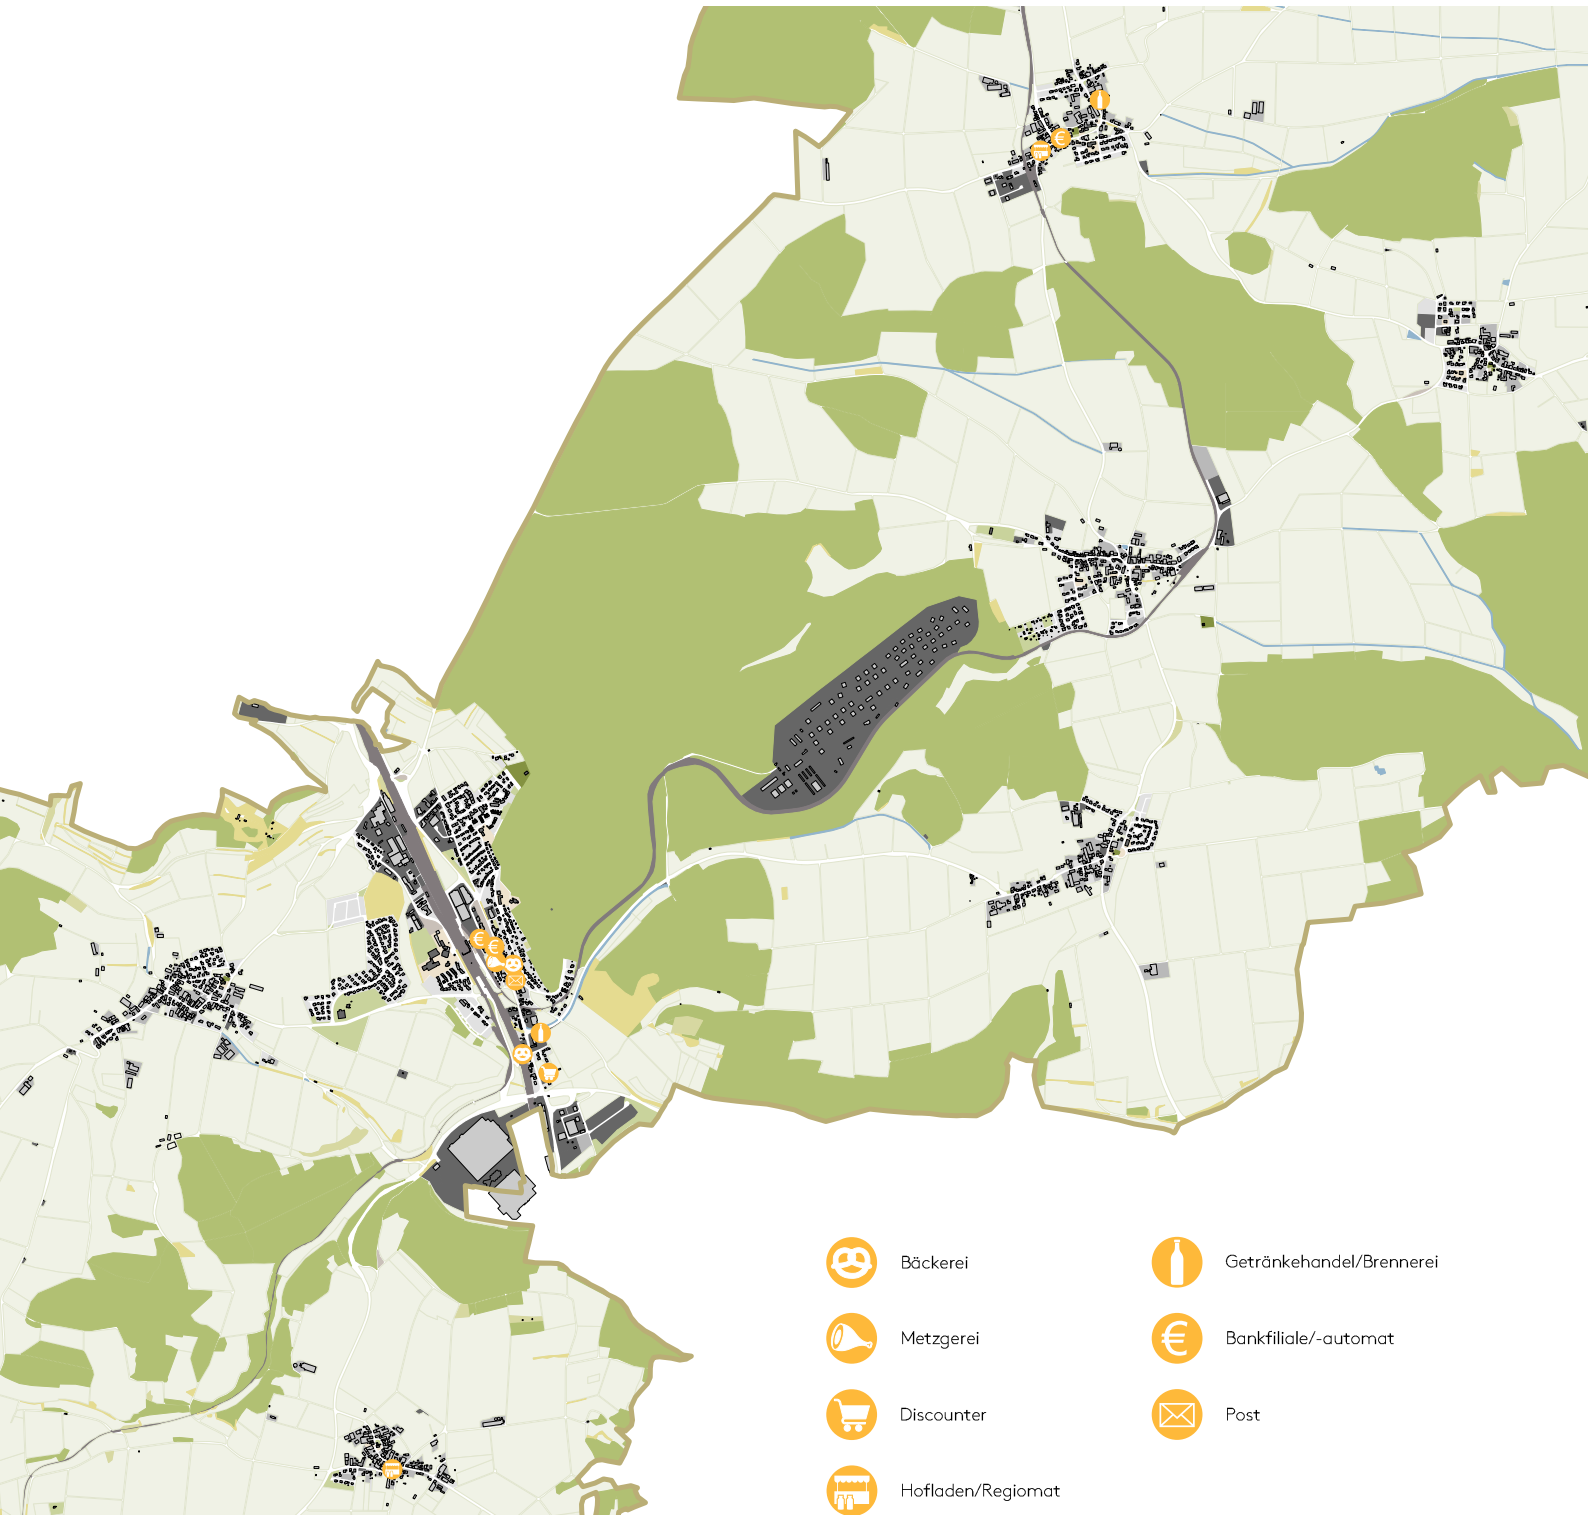 Bäckerei
Getränkehandel/Brennerei
Metzgerei
Bankfiliale/-automat
Discounter
Post
Hofladen/Regiomat